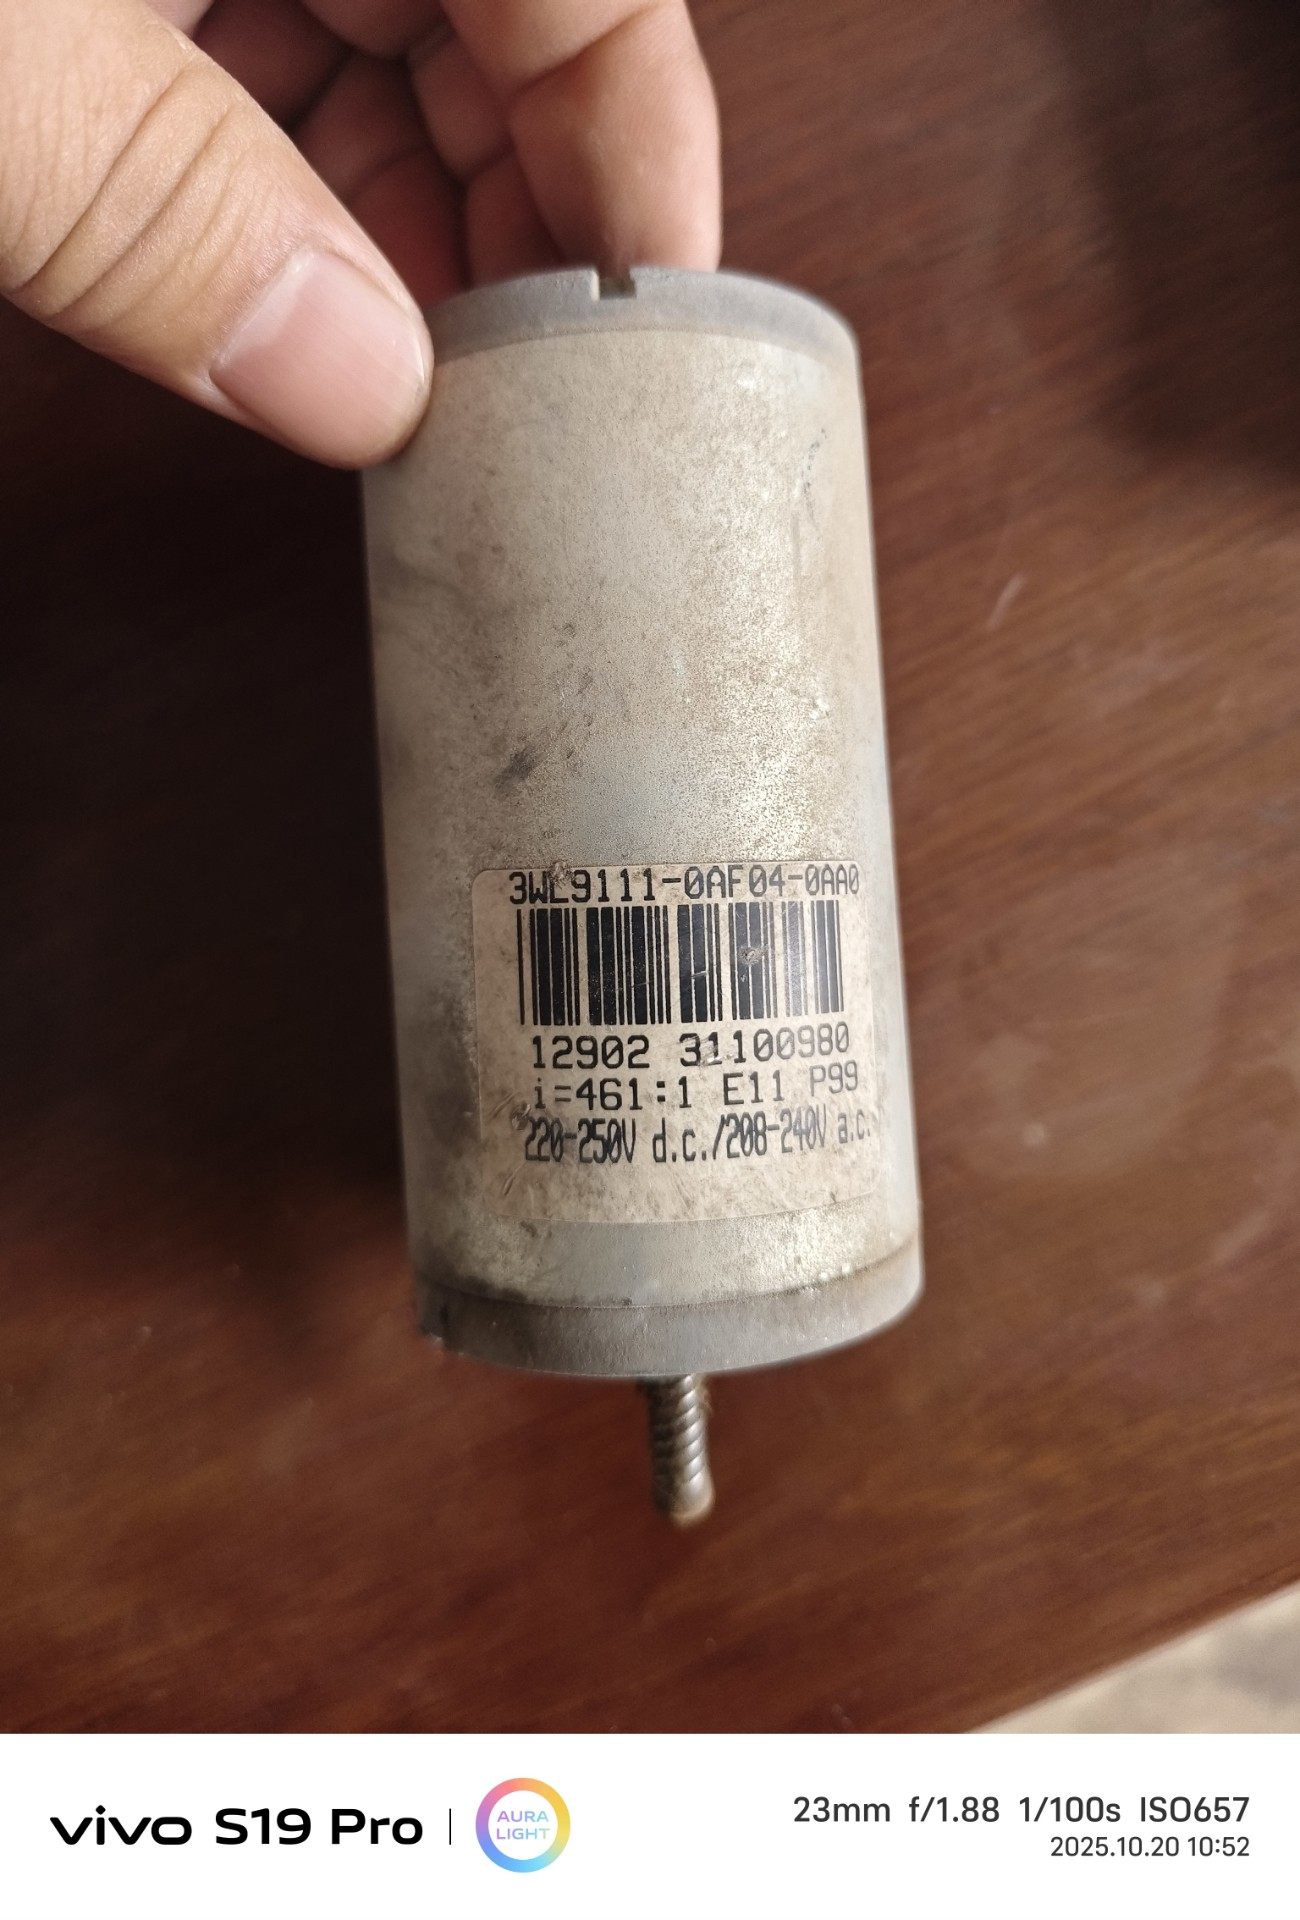 3WL9111-0AF04-0AA0
12902 31100980
i=461:1 E11 P99
220-250V d.c./208-240V a.c.
vivo S19 Pro
AURA
LIGHT
23mm f/1.88 1/100s ISO657
2025.10.20 10:52